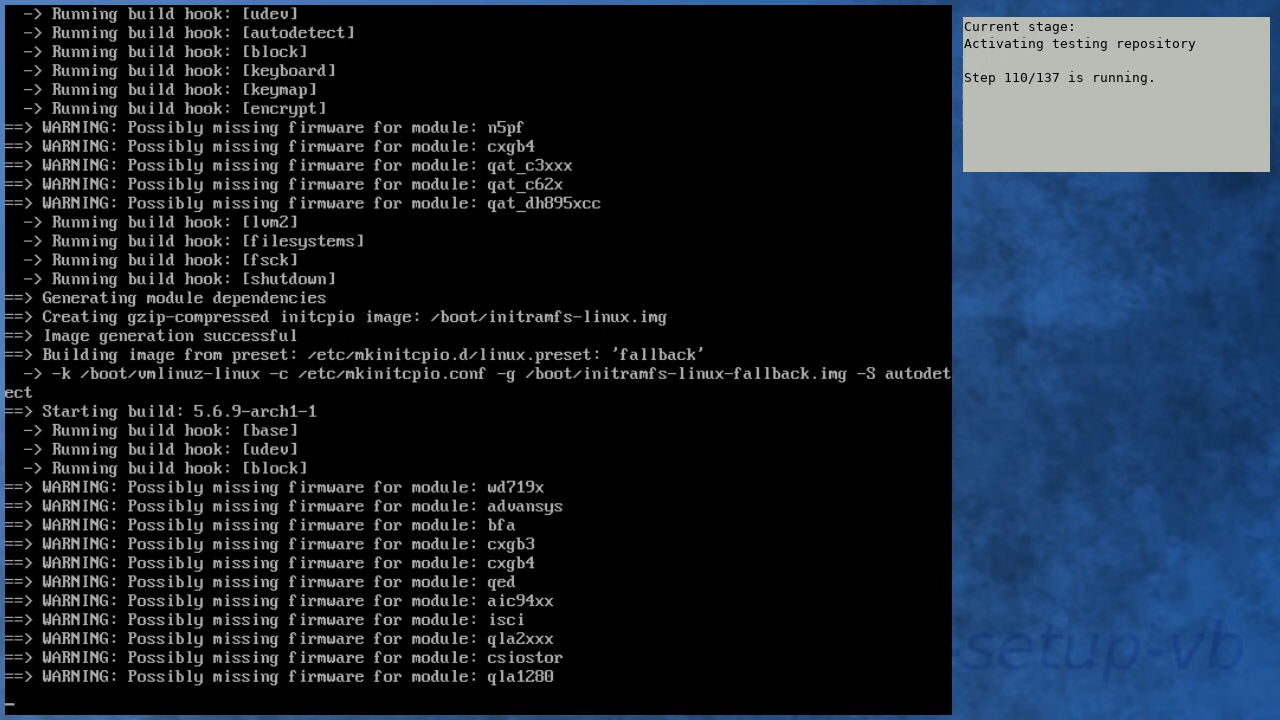 -> Running build hook: [udev]
  -> Running build hook: [autodetect]
  -> Running build hook: [block]
  -> Running build hook: [keyboard]
  -> Running build hook: [keymap]
  -> Running build hook: [encrypt]
==> WARNING: Possibly missing firmware for module: n5pf
==> WARNING: Possibly missing firmware for module: cxgb4
==> WARNING: Possibly missing firmware for module: qat_c3xxx
==> WARNING: Possibly missing firmware for module: qat_c62x
==> WARNING: Possibly missing firmware for module: qat_dh895xcc
  -> Running build hook: [lvm2]
  -> Running build hook: [filesystems]
  -> Running build hook: [fsck]
  -> Running build hook: [shutdown]
==> Generating module dependencies
==> Creating gzip-compressed initcpio image: /boot/initramfs-linux.img
==> Image generation successful
==> Building image from preset: /etc/mkinitcpio.d/linux.preset: 'fallback'
  -> -k /boot/vmlinuz-linux -c /etc/mkinitcpio.conf -g /boot/initramfs-linux-fallback.img -S autodet
ect
==> Starting build: 5.6.9-arch1-1
  -> Running build hook: [base]
  -> Running build hook: [udev]
  -> Running build hook: [block]
==> WARNING: Possibly missing firmware for module: wd719x
==> WARNING: Possibly missing firmware for module: advansys
==> WARNING: Possibly missing firmware for module: bfa
==> WARNING: Possibly missing firmware for module: cxgb3
==> WARNING: Possibly missing firmware for module: cxgb4
==> WARNING: Possibly missing firmware for module: qed
==> WARNING: Possibly missing firmware for module: aic94xx
==> WARNING: Possibly missing firmware for module: isci
==> WARNING: Possibly missing firmware for module: qla2xxx
==> WARNING: Possibly missing firmware for module: csiostor
==> WARNING: Possibly missing firmware for module: qla1280
_
Current stage:
Activating testing repository
Step 110/137 is running.
-setup-vb